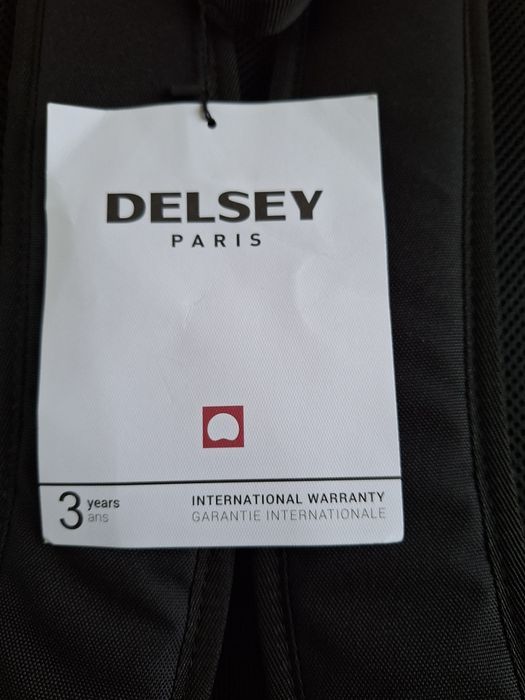 DELSEY
PARIS
3 years
ans
INTERNATIONAL WARRANTY
GARANTIE INTERNATIONALE